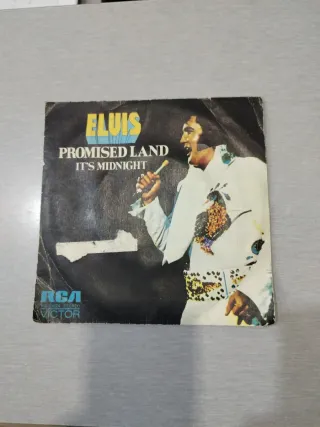 ELVIS
PROMISED LAND
IT'S MIDNIGHT
RCA
VICTOR